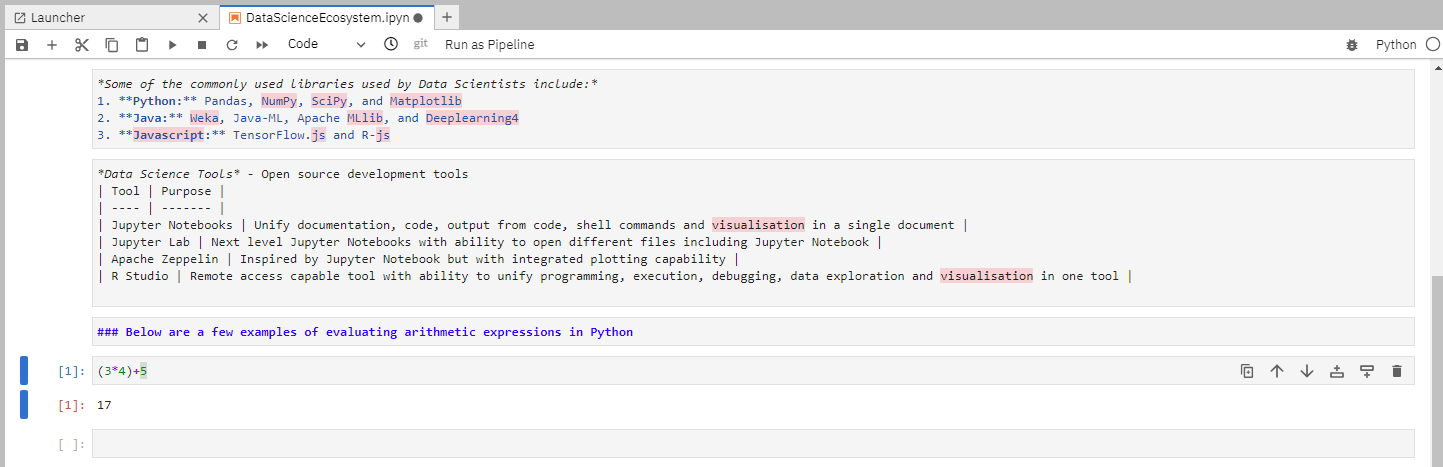 Launcher
DataScienceEcosystem.ipyn
Code
git
Run as Pipeline
Python
*Some of the commonly used libraries used by Data Scientists include:*
1. **Python:** Pandas, NumPy, SciPy, and Matplotlib
2. **Java:** Weka, Java-ML, Apache MLlib, and Deeplearning4
3. **Javascript:** TensorFlow.js and R-js
*Data Science Tools* - Open source development tools
| Tool | Purpose |
| ---- | ------- |
| Jupyter Notebooks | Unify documentation, code, output from code, shell commands and visualisation in a single document |
| Jupyter Lab | Next level Jupyter Notebooks with ability to open different files including Jupyter Notebook |
| Apache Zeppelin | Inspired by Jupyter Notebook but with integrated plotting capability |
| R Studio | Remote access capable tool with ability to unify programming, execution, debugging, data exploration and visualisation in one tool |
### Below are a few examples of evaluating arithmetic expressions in Python
[1]: (3*4)+5
[1]: 17
[ ]: